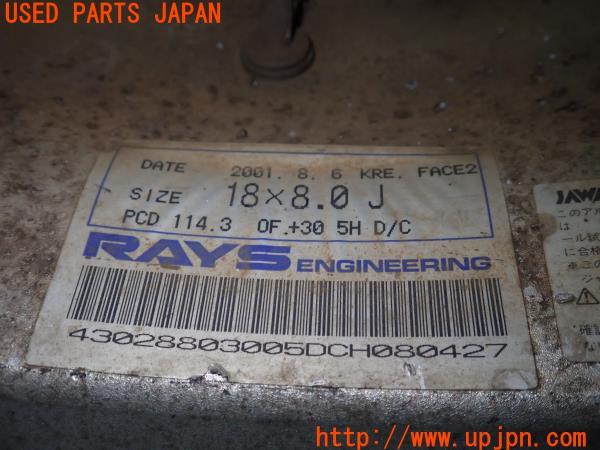 USED PARTS JAPAN
DATE 2001. 8. 6 KRE. FACE2
SIZE 18×8.0 J
PCD 114.3 OF.+30 5H D/C
RAYS ENGINEERING
43028803005DCH080427
JAWA
このアル
は
ール試
に合格
※この
http://www.upjpn.com/